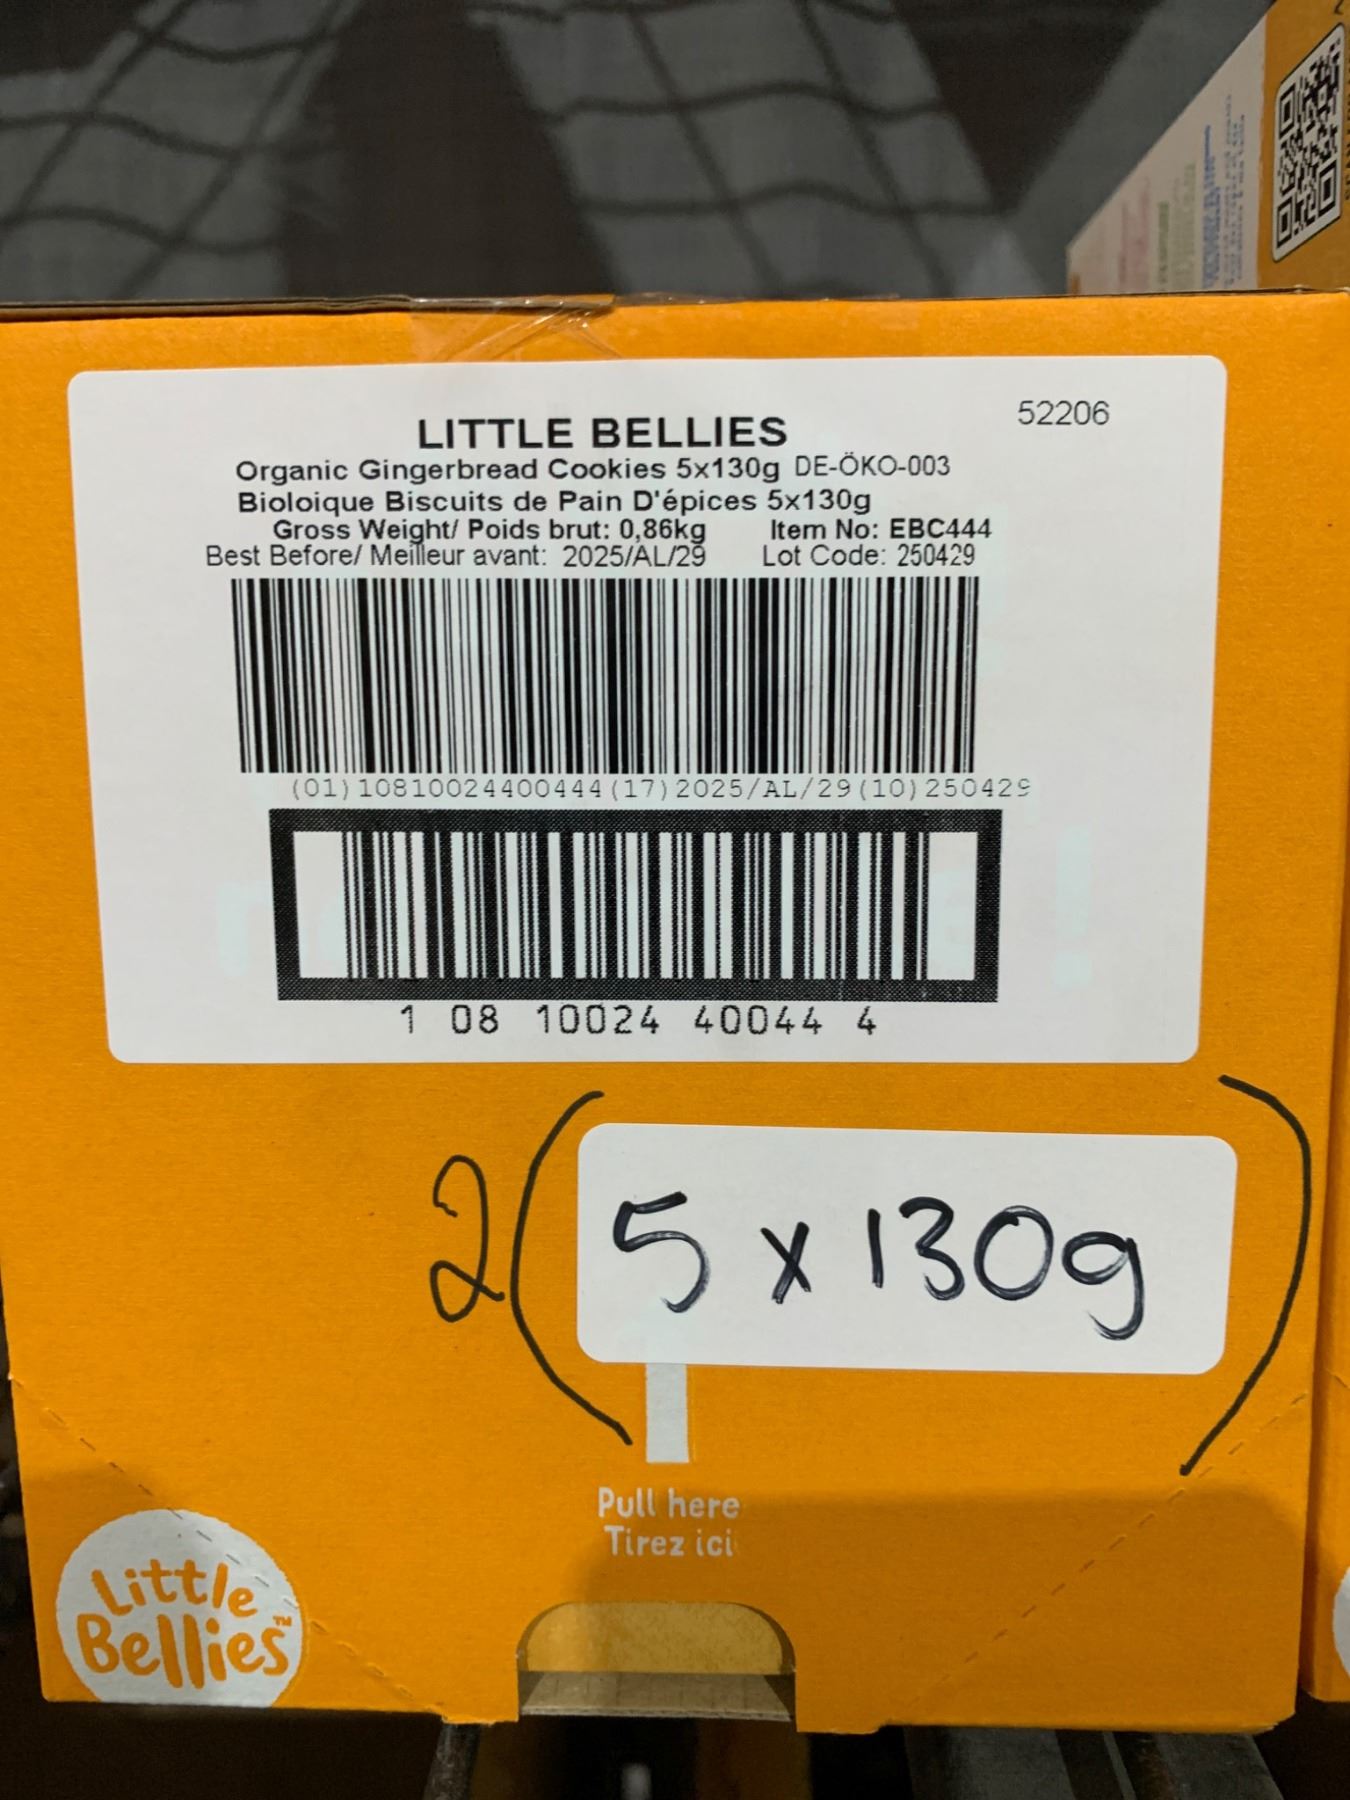 52206
LITTLE BELLIES
Organic Gingerbread Cookies 5x130g DE-ÖKO-003
Bioloique Biscuits de Pain D'épices 5x130g
Gross Weight/ Poids brut: 0,86kg Item No: EBC444
Best Before/ Meilleur avant: 2025/AL/29 Lot Code: 250429
(01)10810024400444(17)2025/AL/29(10)250429
1 08 10024 40044 4
2(5 x 130g)
Pull here
Tirez ici
Little
Bellies™